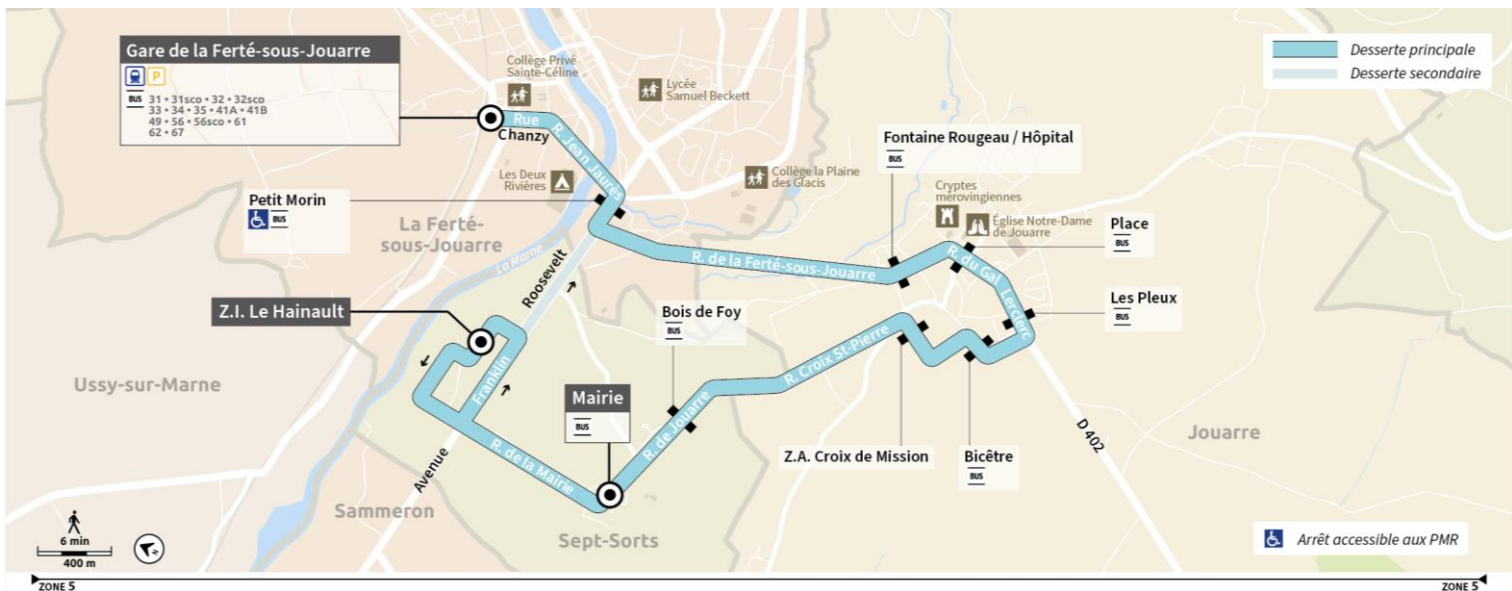 Gare de la Ferté-sous-Jouarre
P
BUS 31 • 31sco • 32 • 32sco
33 • 34 • 35 • 41A • 41B
49 • 56 • 56sco • 61
62 • 67
Collège Privé
Sainte-Céline
Lycée
Samuel Beckett
Desserte principale
Desserte secondaire
Rue
Chanzy
R. Jean Jaurès
Les Deux
Rivières
Collège la Plaine
des Glacis
Fontaine Rougeau / Hôpital
BUS
Petit Morin
BUS
La Ferté-
sous-Jouarre
La Marne
Cryptes
mérovingiennes
Église Notre-Dame
de Jouarre
Place
BUS
R. de la Ferté-sous-Jouarre
R. du Gal
Lerclerc
Roosevelt
Z.I. Le Hainault
Bois de Foy
BUS
Les Pleux
BUS
Ussy-sur-Marne
Franklin
R. Croix St-Pierre
Mairie
BUS
R. de Jouarre
R. de la Mairie
Avenue
Z.A. Croix de Mission
Bicêtre
BUS
D 402
Jouarre
Sammeron
Sept-Sorts
6 min
400 m
N
Arrêt accessible aux PMR
ZONE 5
ZONE 5